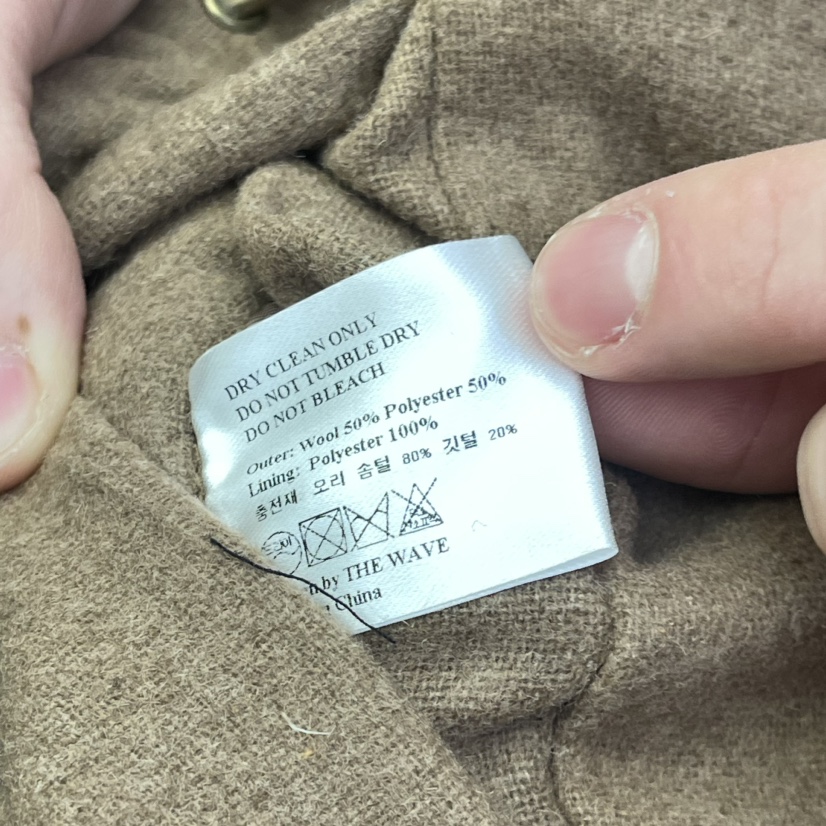 DRY CLEAN ONLY
DO NOT TUMBLE DRY
DO NOT BLEACH
Outer: Wool 50% Polyester 50%
Lining: Polyester 100%
충전재 오리 솜털 80% 깃털 20%
by THE WAVE
China